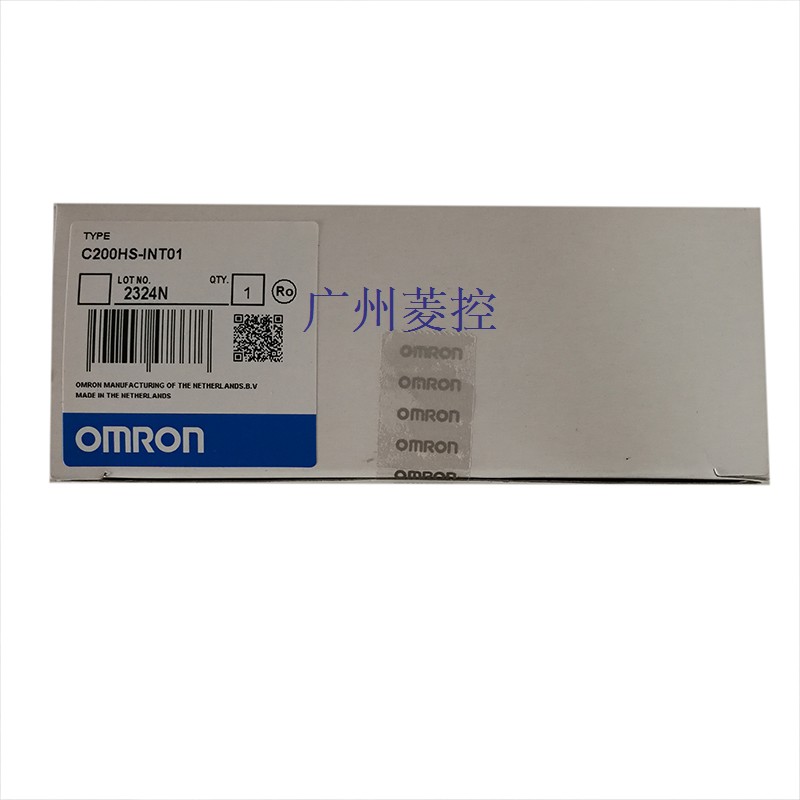 TYPE
C200HS-INT01
LOT NO. QTY.
2324N 1 Ro
广州菱控
OMRON MANUFACTURING OF THE NETHERLANDS.B.V
MADE IN THE NETHERLANDS
OMRON
OMRON
OMRON
OMRON
OMRON
OMRON